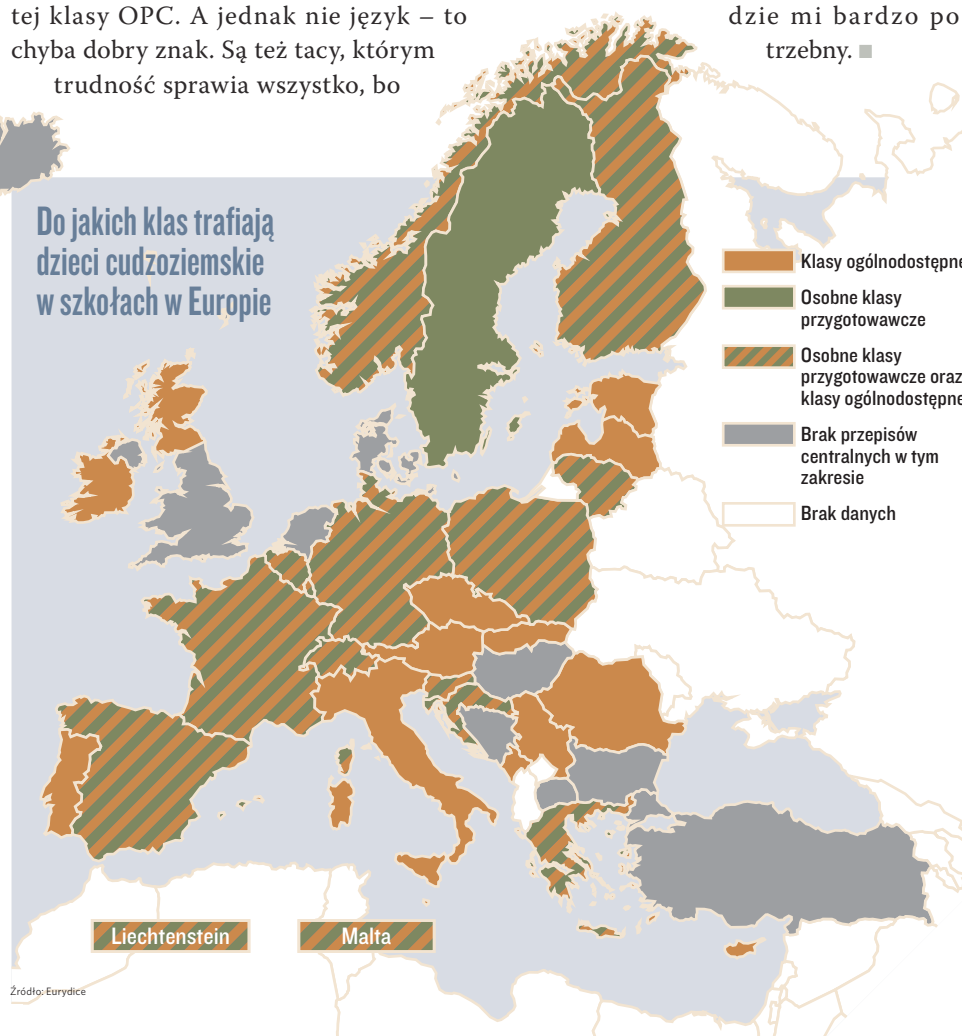 tej klasy OPC. A jednak nie język – to
chyba dobry znak. Są też tacy, którym
trudność sprawia wszystko, bo
dzie mi bardzo po
trzebny. ■
Do jakich klas trafiają
dzieci cudzoziemskie
w szkołach w Europie
Klasy ogólnodostępne
Osobne klasy
przygotowawcze
Osobne klasy
przygotowawcze oraz
klasy ogólnodostępne
Brak przepisów
centralnych w tym
zakresie
Brak danych
Liechtenstein
Malta
Źródło: Eurydice